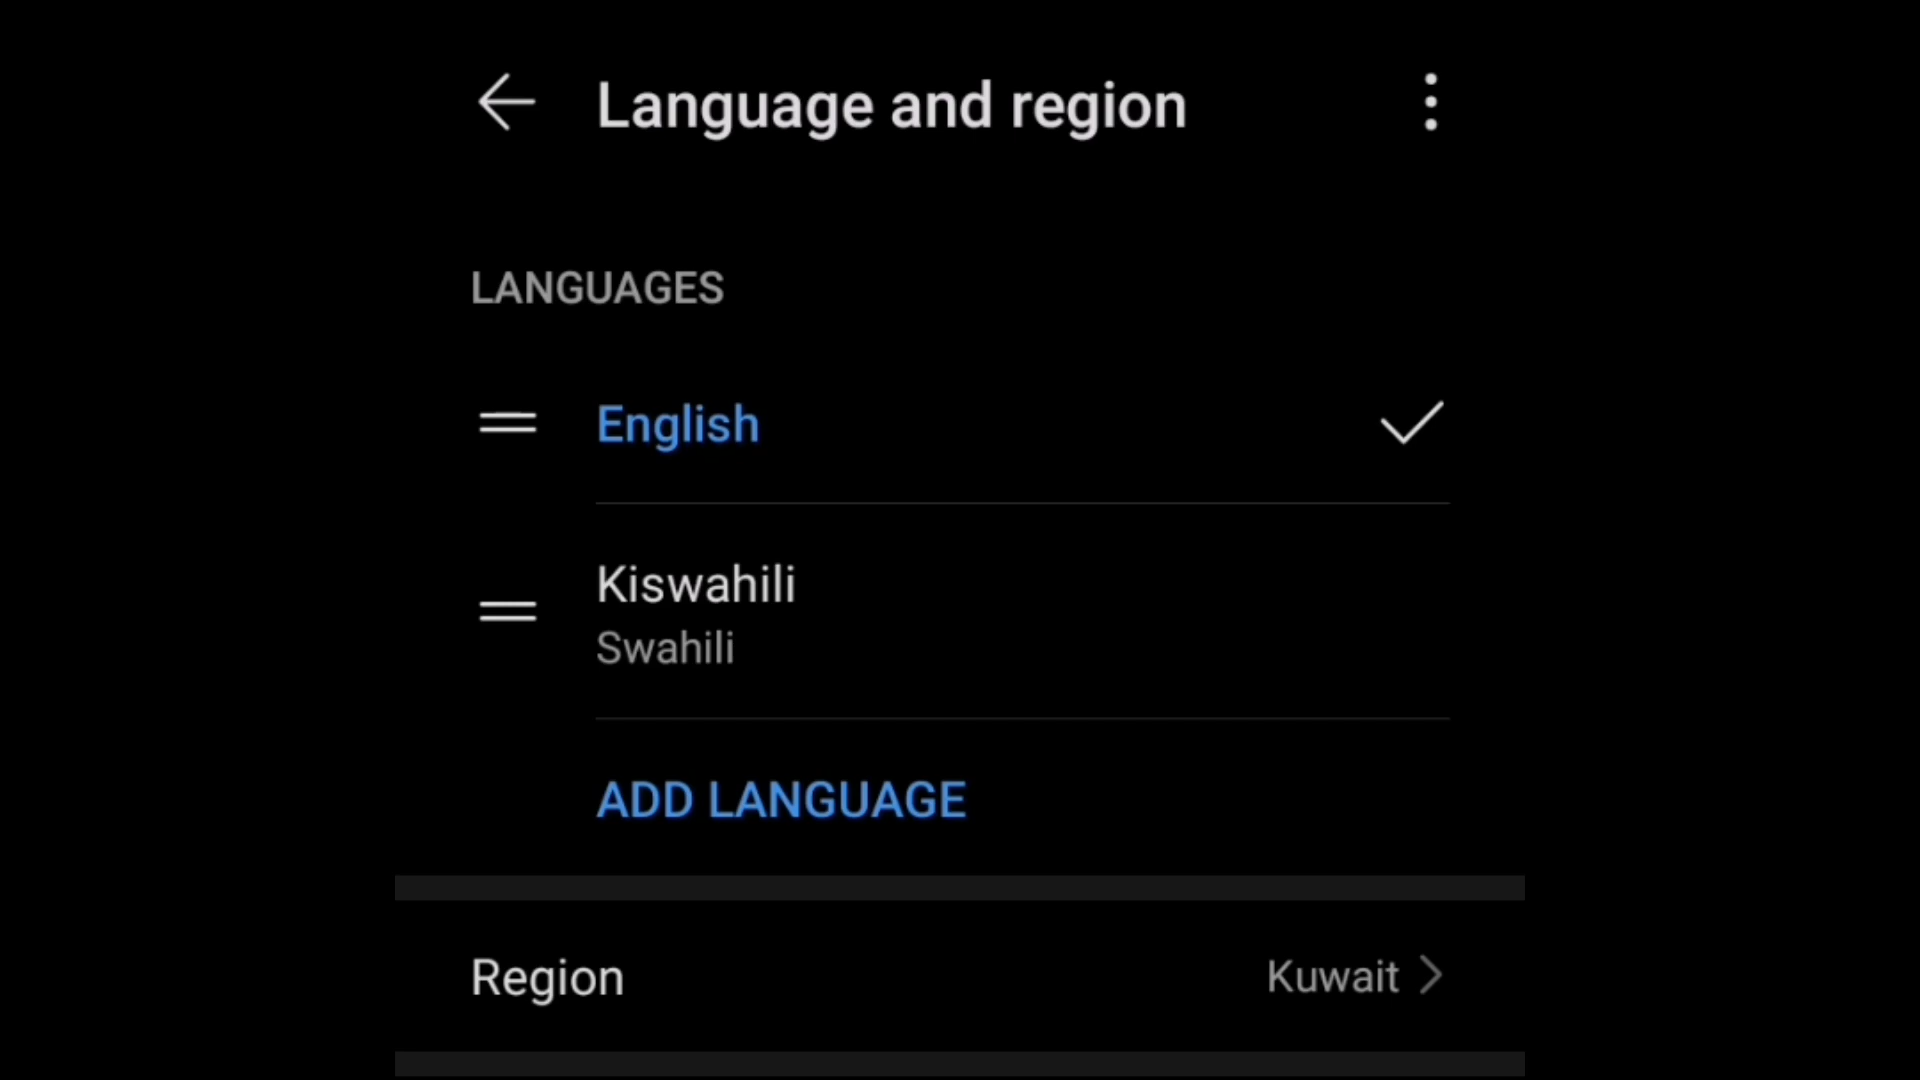 Language and region
LANGUAGES
English
Kiswahili
Swahili
ADD LANGUAGE
Region
Kuwait